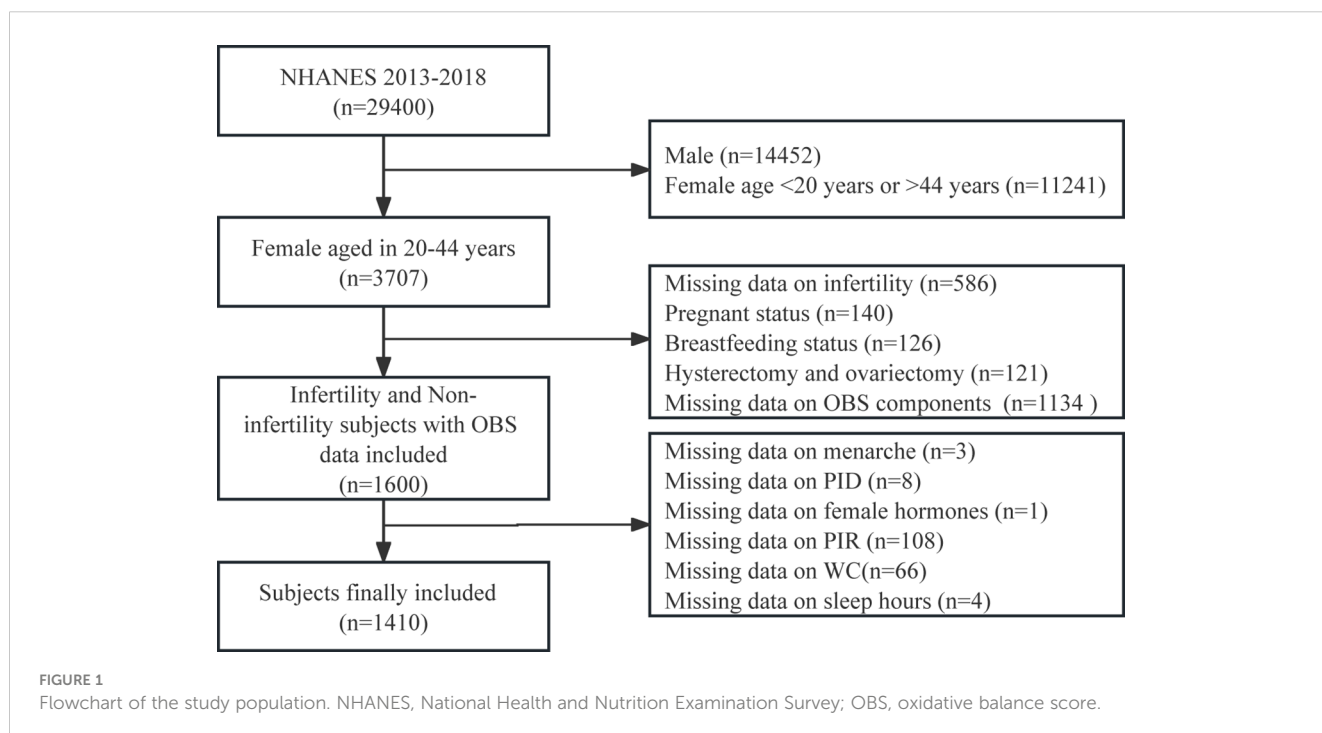 NHANES 2013-2018
(n=29400)
Male (n=14452)
Female age <20 years or >44 years (n=11241)
Female aged in 20-44 years
(n=3707)
Missing data on infertility (n=586)
Pregnant status (n=140)
Breastfeeding status (n=126)
Hysterectomy and ovariectomy (n=121)
Missing data on OBS components  (n=1134 )
Infertility and Non-
infertility subjects with OBS
data included
(n=1600)
Missing data on menarche (n=3)
Missing data on PID (n=8)
Missing data on female hormones (n=1)
Missing data on PIR (n=108)
Missing data on WC(n=66)
Missing data on sleep hours (n=4)
Subjects finally included
(n=1410)
FIGURE 1
Flowchart of the study population. NHANES, National Health and Nutrition Examination Survey; OBS, oxidative balance score.